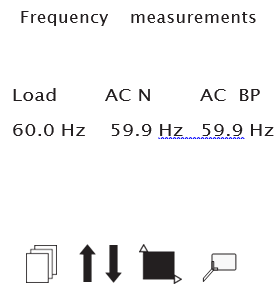 Frequency measurements
Load AC N AC BP
60.0 Hz 59.9 Hz 59.9 Hz